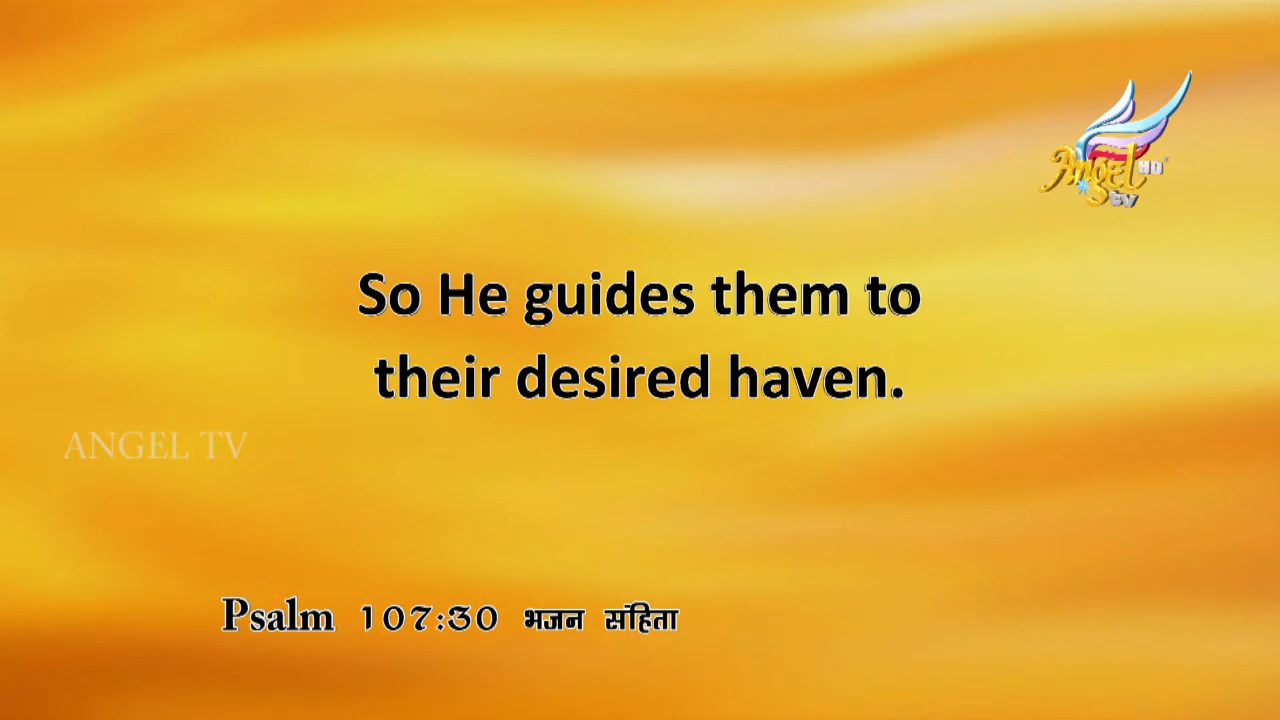 Angel HD
tv
So He guides them to
their desired haven.
ANGEL TV
Psalm 107:30 भजन संहिता